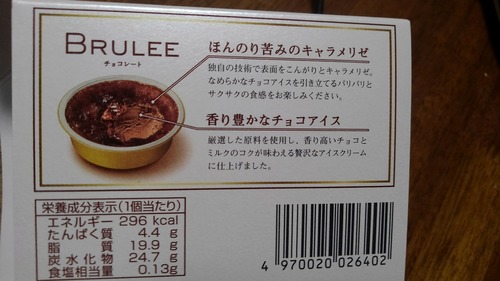 BRULEE
チョコレート
ほんのり苦みのキャラメリゼ
独自の技術で表面をこんがりとキャラメリゼ。
なめらかなチョコアイスを引き立てるパリパリと
サクサクの食感をお楽しみください。
香り豊かなチョコアイス
厳選した原料を使用し、香り高いチョコと
ミルクのコクが味わえる贅沢なアイスクリーム
に仕上げました。
栄養成分表示(1個当たり)
エネルギー 296 kcal
たんぱく質 4.4 g
脂質 19.9 g
炭水化物 24.7 g
食塩相当量 0.13g
4 970020 026402